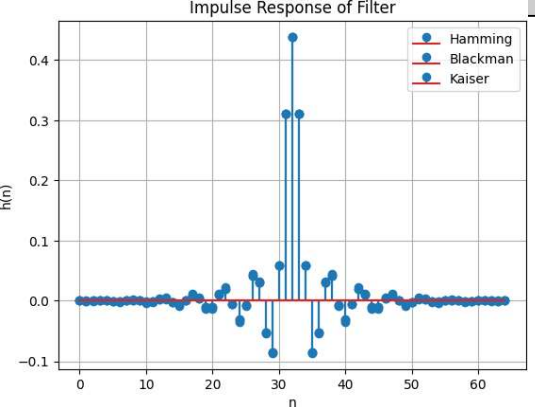 Impulse Response of Filter
Hamming
Blackman
Kaiser
h(n)
0.4
0.3
0.2
0.1
0.0
−0.1
0 10 20 30 40 50 60
n